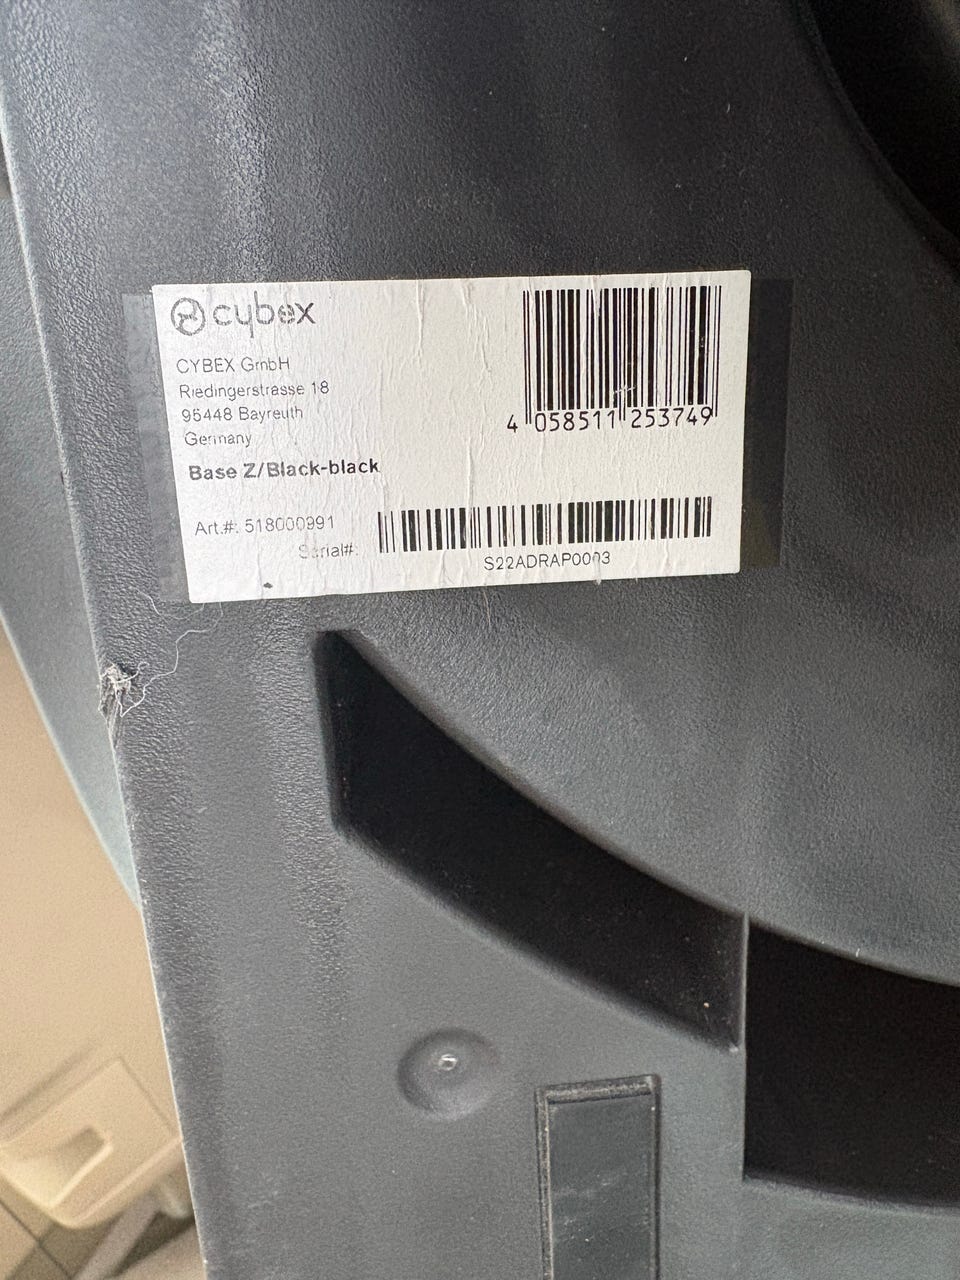 cybex
CYBEX GmbH
Riedingerstrasse 18
95448 Bayreuth
Germany
4 058511 253749
Base Z/Black-black
Art.#: 518000991
Serial#:
S22ADRAP0003